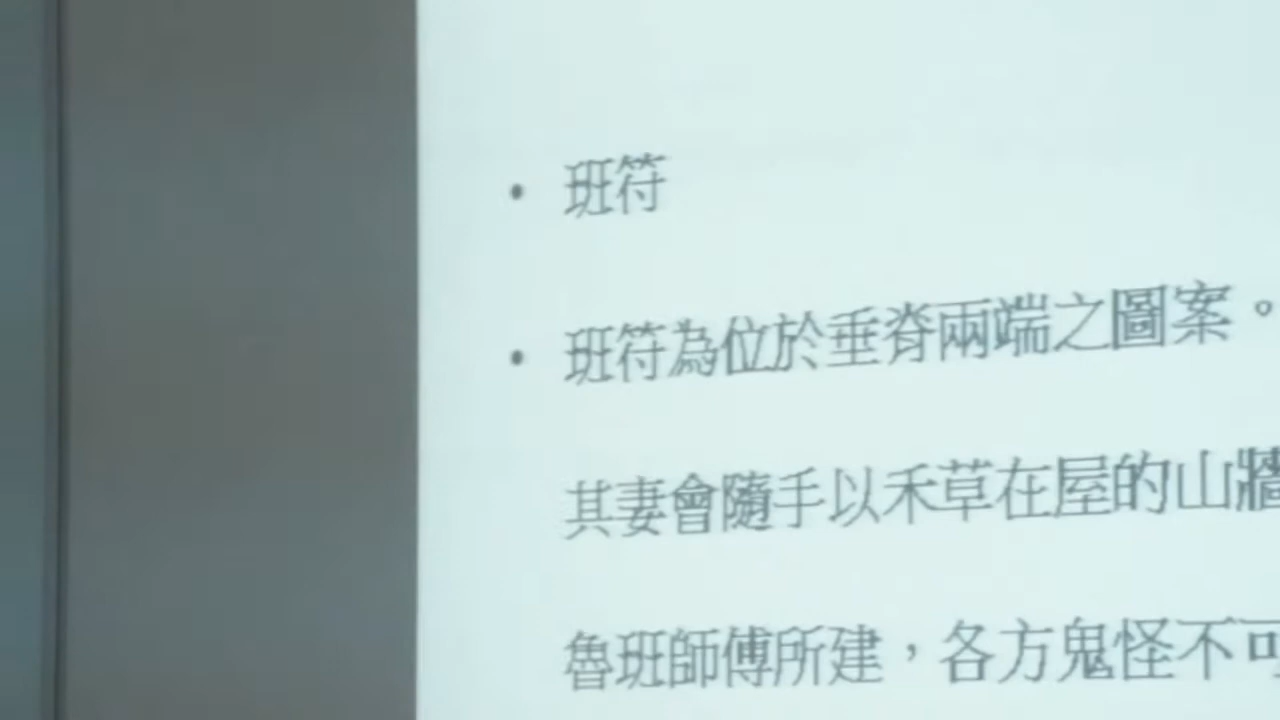 • 班符
• 班符為位於垂脊兩端之圖案。
其妻會隨手以禾草在屋的山牆
魯班師傅所建，各方鬼怪不可